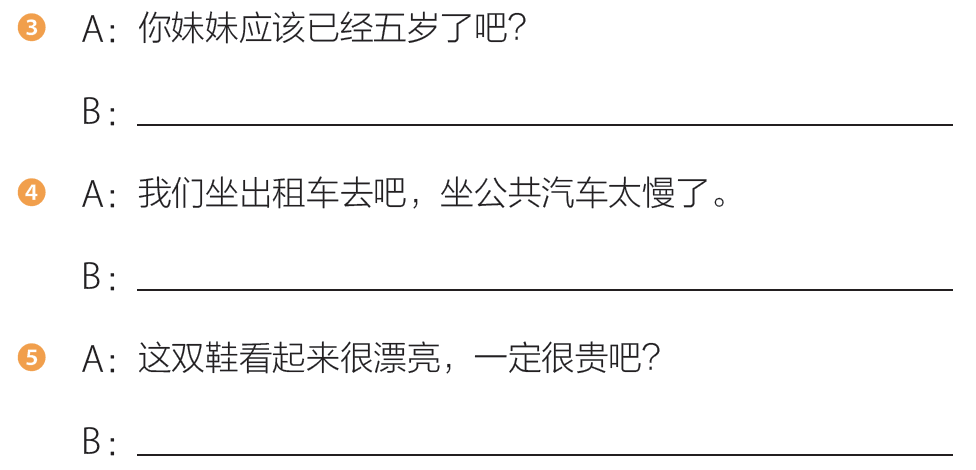 3 A：你妹妹应该已经五岁了吧？
B：
4 A：我们坐出租车去吧，坐公共汽车太慢了。
B：
5 A：这双鞋看起来很漂亮，一定很贵吧？
B：